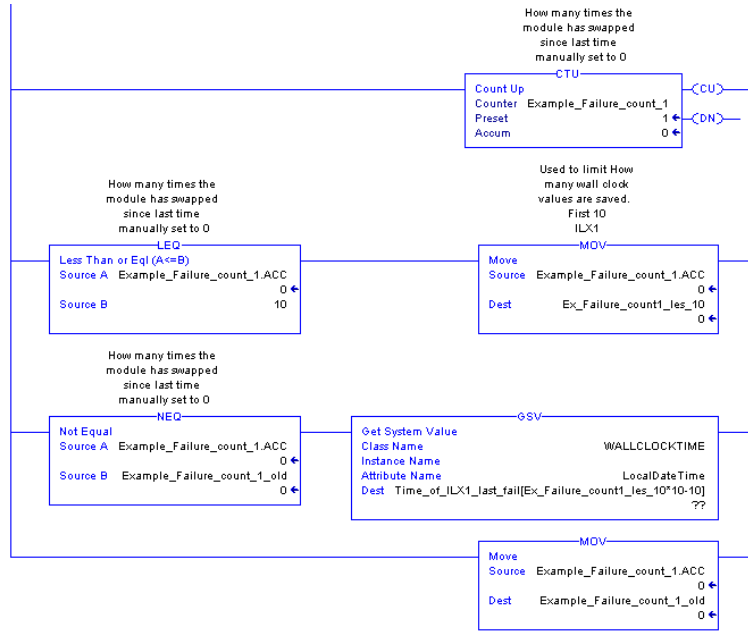 How many times the
module has swapped
since last time
manually set to 0
CTU
Count Up
Counter Example_Failure_count_1
Preset 1
Accum 0
CU
DN
How many times the
module has swapped
since last time
manually set to 0
LEQ
Less Than or Eql (A<=B)
Source A Example_Failure_count_1.ACC
0
Source B 10
Used to limit How
many wall clock
values are saved.
First 10
ILX1
MOV
Move
Source Example_Failure_count_1.ACC
0
Dest Ex_Failure_count1_les_10
0
How many times the
module has swapped
since last time
manually set to 0
NEQ
Not Equal
Source A Example_Failure_count_1.ACC
0
Source B Example_Failure_count_1_old
0
GSV
Get System Value
Class Name WALLCLOCKTIME
Instance Name
Attribute Name LocalDateTime
Dest Time_of_ILX1_last_fail[Ex_Failure_count1_les_10*10-10]
??
MOV
Move
Source Example_Failure_count_1.ACC
0
Dest Example_Failure_count_1_old
0